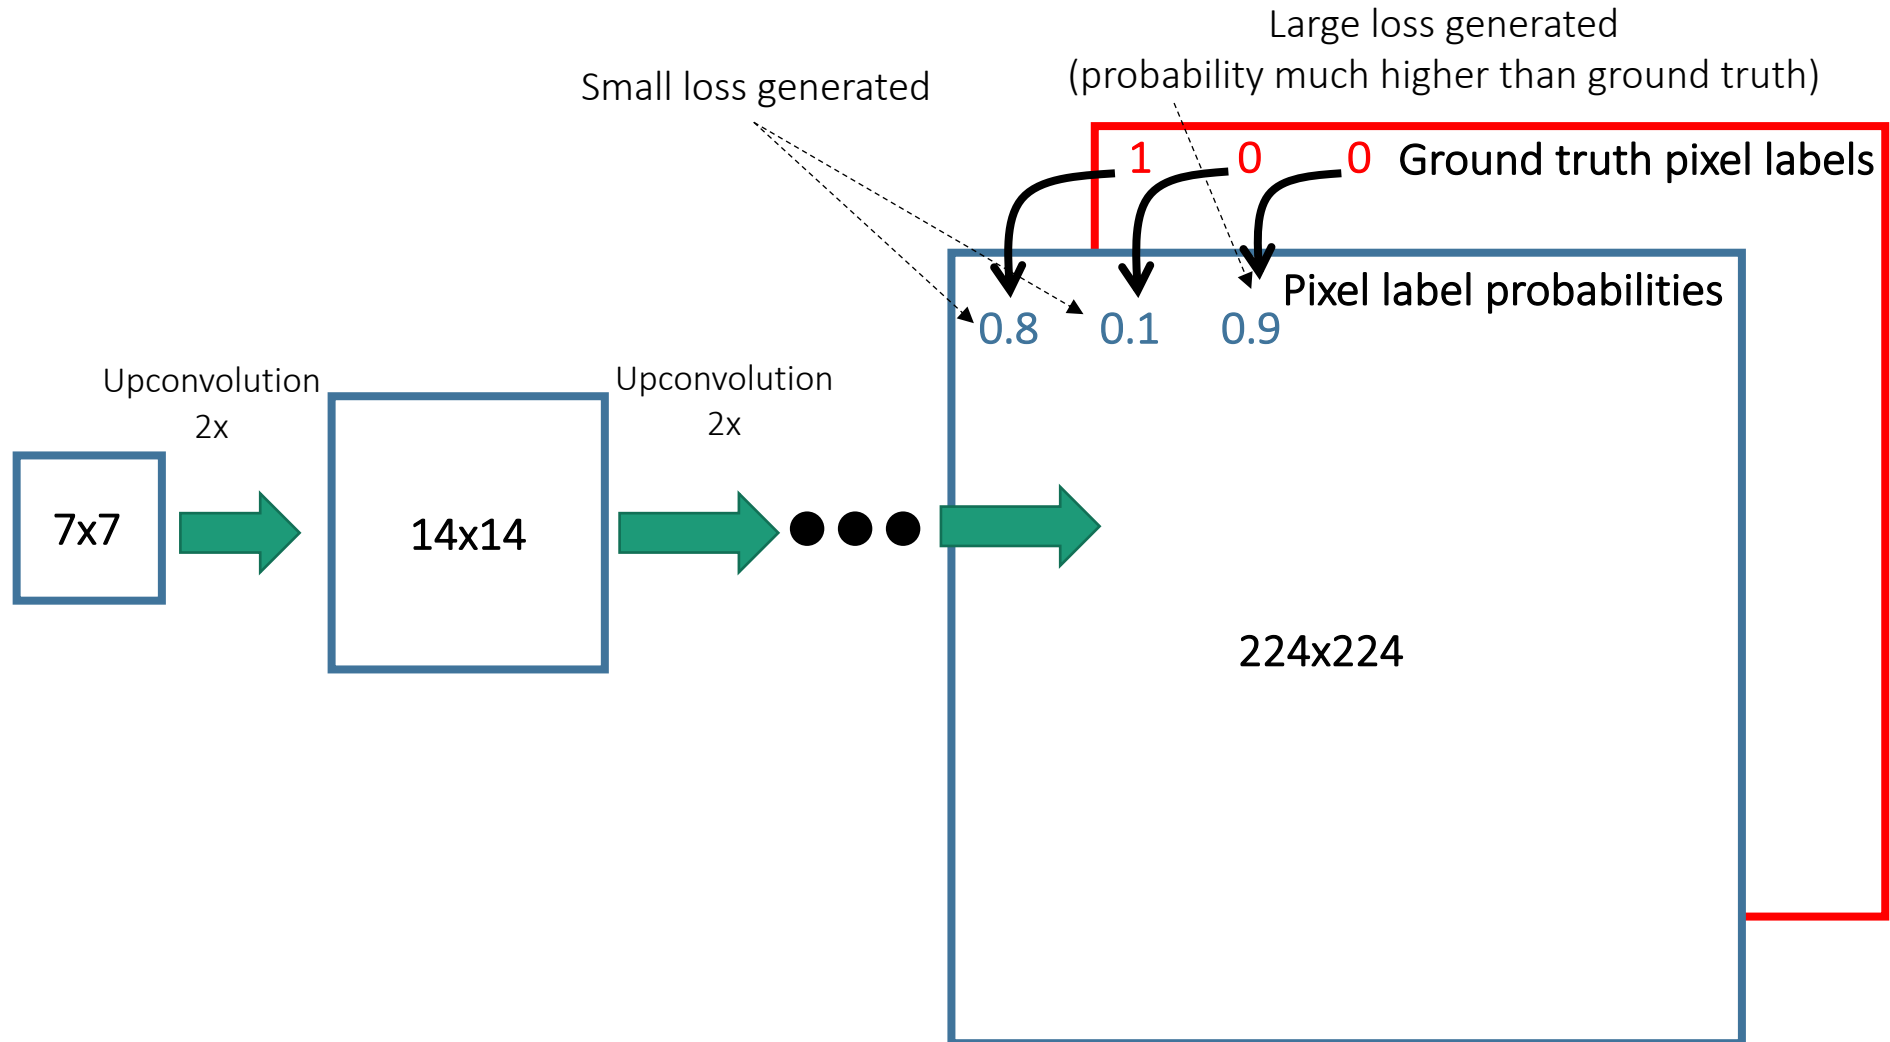 Large loss generated
(probability much higher than ground truth)
Small loss generated
1 0 0 Ground truth pixel labels
Pixel label probabilities
0.8 0.1 0.9
Upconvolution
2x
Upconvolution
2x
7x7
14x14
224x224